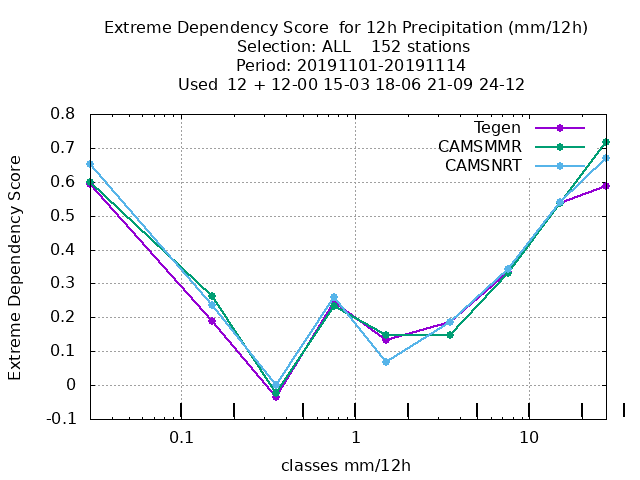 Extreme Dependency Score  for 12h Precipitation (mm/12h)
Selection: ALL    152 stations
Period: 20191101-20191114
Used  12 + 12-00 15-03 18-06 21-09 24-12
Extreme Dependency Score
0.8
0.7
0.6
0.5
0.4
0.3
0.2
0.1
0
-0.1
Tegen
CAMSMMR
CAMSNRT
0.1 1 10
classes mm/12h